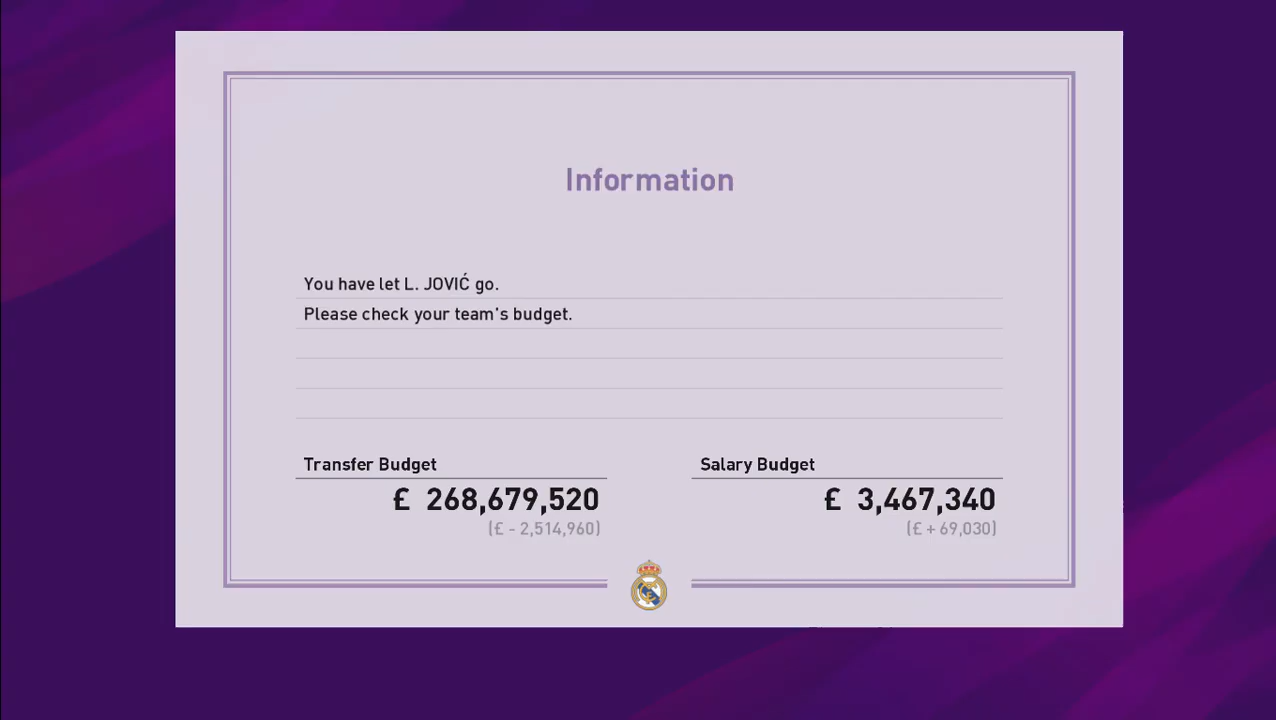 Information
You have let L. JOVIĆ go.
Please check your team's budget.
Transfer Budget
£ 268,679,520
(£ - 2,514,960)
Salary Budget
£ 3,467,340
(£ + 69,030)